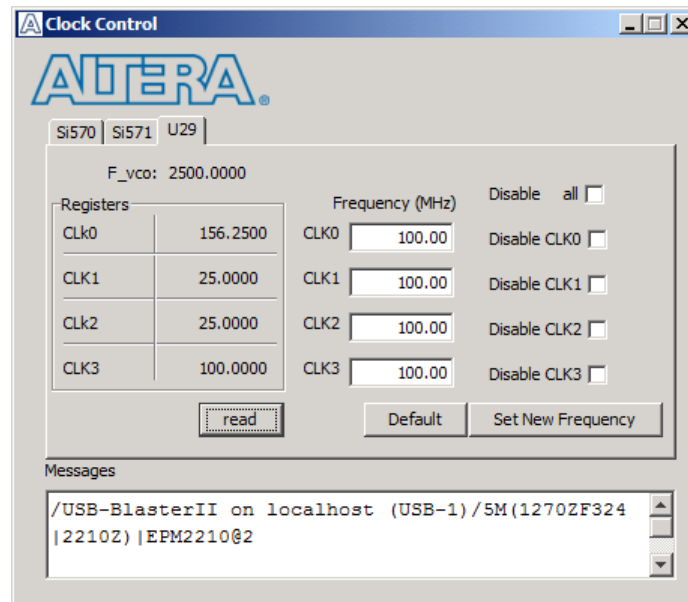 Clock Control
ALTERA®
Si570 Si571 U29
F_vco: 2500.0000
Registers Frequency (MHz) Disable all
CLk0 156.2500 CLK0 100.00 Disable CLK0
CLK1 25.0000 CLK1 100.00 Disable CLK1
CLk2 25.0000 CLK2 100.00 Disable CLK2
CLK3 100.0000 CLK3 100.00 Disable CLK3
read Default Set New Frequency
Messages
/USB-BlasterII on localhost (USB-1)/5M(1270ZF324
|2210Z)|EPM2210@2